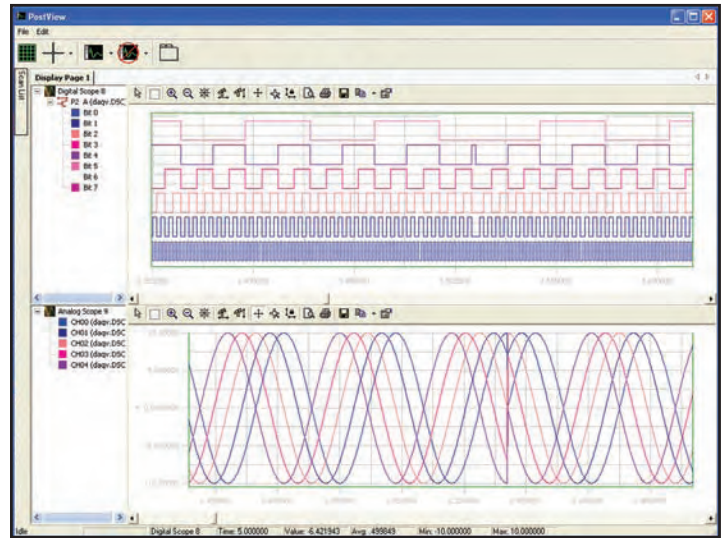 PostView
File Edit
Scan List
Display Page 1
Digital Scope 8
P2 A (daqv.DSC
Bit 0
Bit 1
Bit 2
Bit 3
Bit 4
Bit 5
Bit 6
Bit 7
Analog Scope 9
CH00 (daqv.DSC
CH01 (daqv.DSC
CH02 (daqv.DSC
CH03 (daqv.DSC
CH04 (daqv.DSC
Idle
Digital Scope 8 Time: 5.000000 Value: -6.421943 Avg: .499849 Min: -10.000000 Max: 10.000000